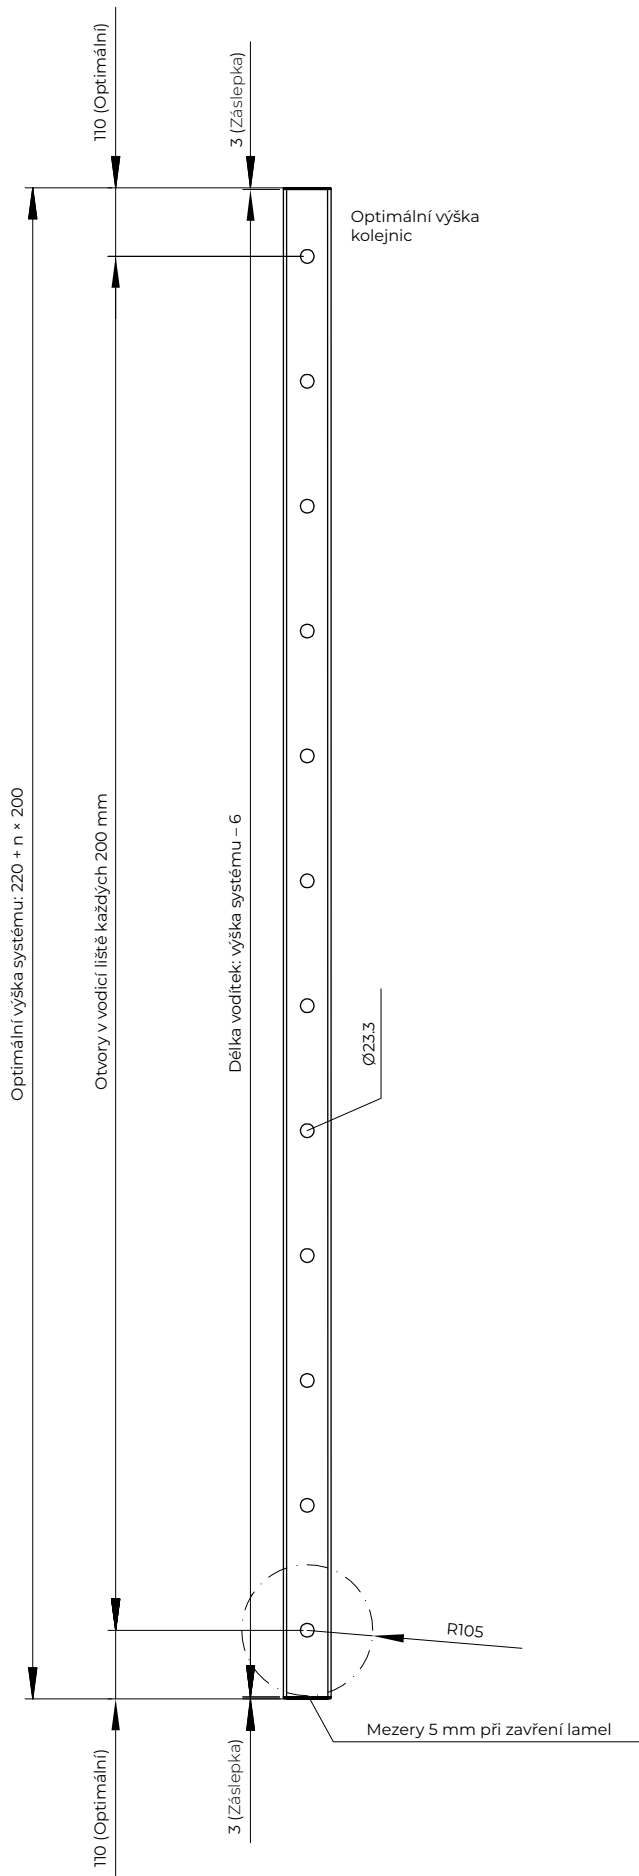 110 (Optimální)
3 (Záslepka)
Optimální výška
kolejnic
Optimální výška systému: 220 + n × 200
Otvory v vodicí liště každých 200 mm
Délka vodítek: výška systému – 6
Ø23.3
R105
Mezery 5 mm při zavření lamel
3 (Záslepka)
110 (Optimální)